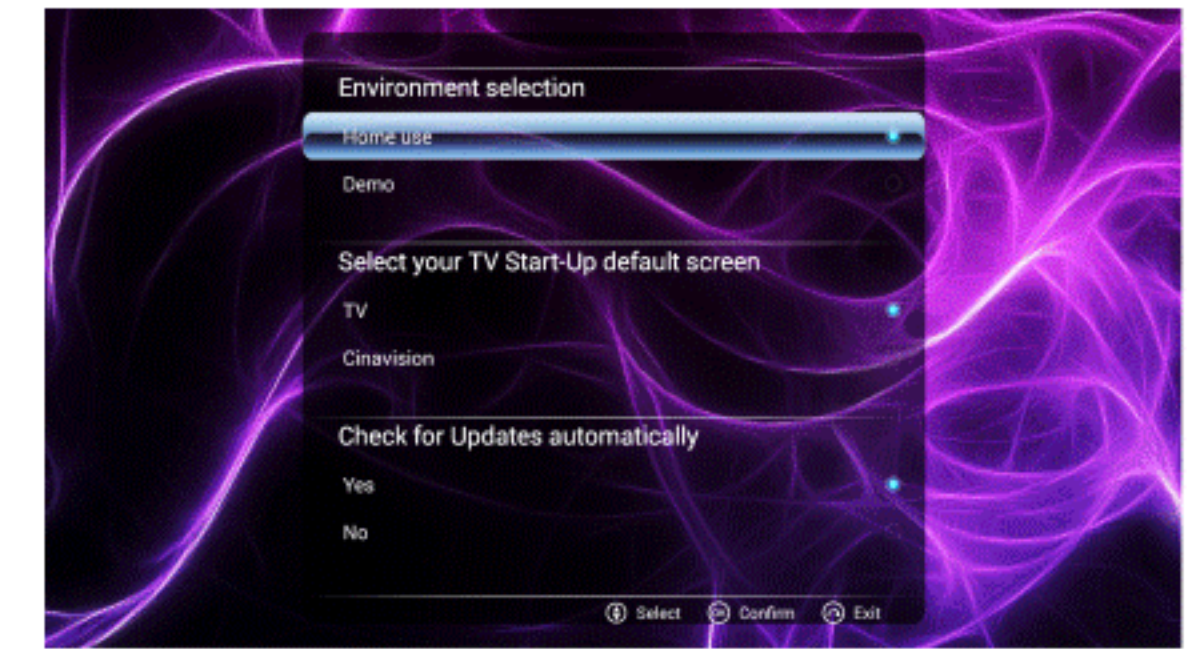 Environment selection
Home use
Demo
Select your TV Start-Up default screen
TV
Cinavision
Check for Updates automatically
Yes
No
Select Confirm Exit